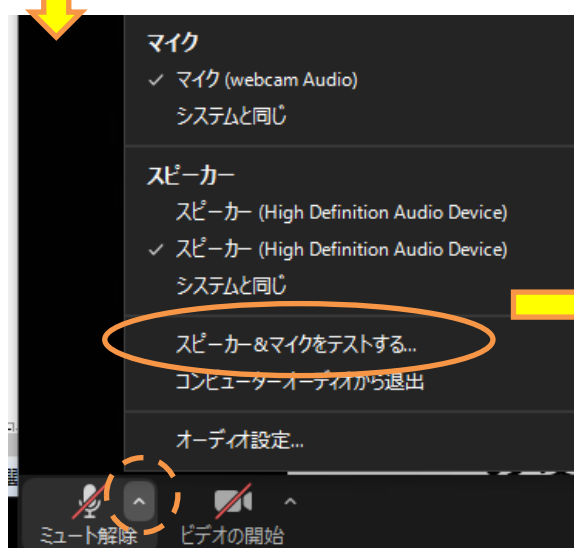 マイク
マイク (webcam Audio)
システムと同じ
スピーカー
スピーカー (High Definition Audio Device)
スピーカー (High Definition Audio Device)
システムと同じ
スピーカー&マイクをテストする...
コンピューターオーディオから退出
オーディオ設定...
ミュート解除
ビデオの開始